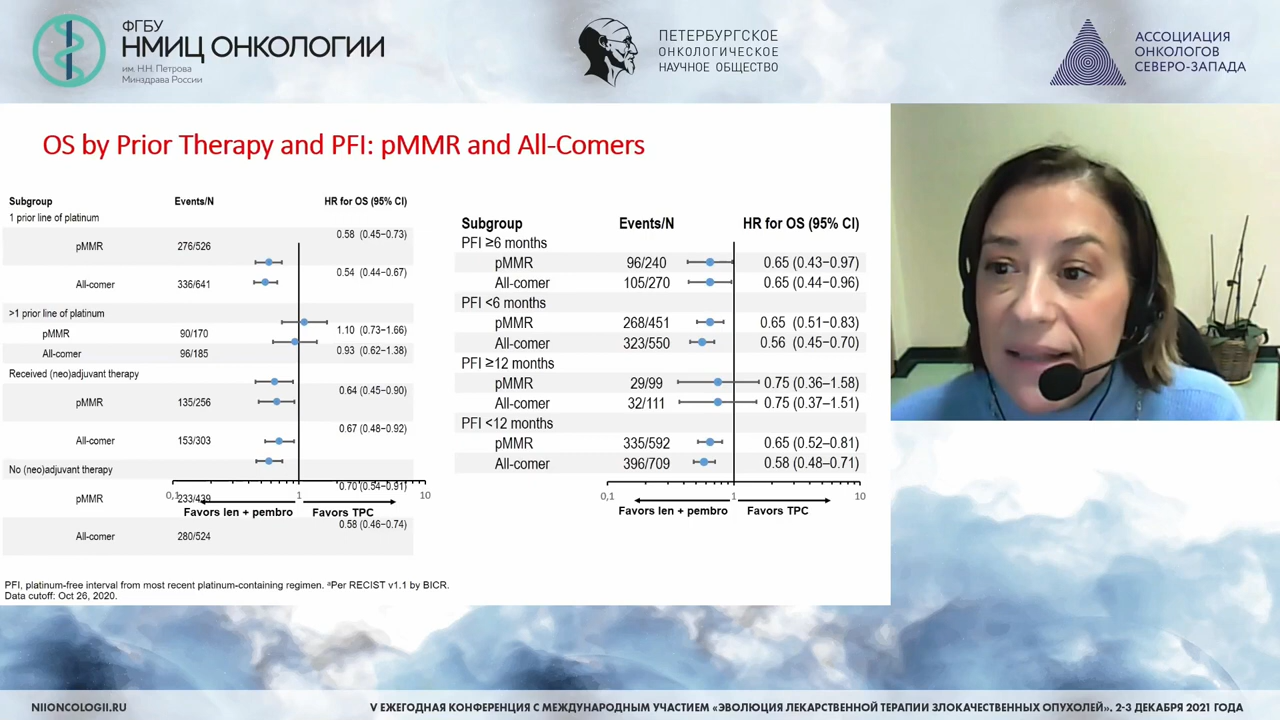 ФГБУ
НМИЦ ОНКОЛОГИИ
им. Н.Н. Петрова
Минздрава России
ПЕТЕРБУРГСКОЕ
ОНКОЛОГИЧЕСКОЕ
НАУЧНОЕ ОБЩЕСТВО
АССОЦИАЦИЯ
ОНКОЛОГОВ
СЕВЕРО-ЗАПАДА
OS by Prior Therapy and PFI: pMMR and All-Comers
Subgroup Events/N HR for OS (95% CI)
1 prior line of platinum
pMMR 276/526 0.58 (0.45–0.73)
All-comer 336/641 0.54 (0.44–0.67)
>1 prior line of platinum
pMMR 90/170 1.10 (0.73–1.66)
All-comer 96/185 0.93 (0.62–1.38)
Received (neo)adjuvant therapy
pMMR 135/256 0.64 (0.45–0.90)
All-comer 153/303 0.67 (0.48–0.92)
No (neo)adjuvant therapy
pMMR 233/439 0.70 (0.54–0.91)
All-comer 280/524 0.58 (0.46–0.74)
0,1 1 10
Favors len + pembro Favors TPC
Subgroup Events/N HR for OS (95% CI)
PFI ≥6 months
pMMR 96/240 0.65 (0.43–0.97)
All-comer 105/270 0.65 (0.44–0.96)
PFI <6 months
pMMR 268/451 0.65 (0.51–0.83)
All-comer 323/550 0.56 (0.45–0.70)
PFI ≥12 months
pMMR 29/99 0.75 (0.36–1.58)
All-comer 32/111 0.75 (0.37–1.51)
PFI <12 months
pMMR 335/592 0.65 (0.52–0.81)
All-comer 396/709 0.58 (0.48–0.71)
0,1 1 10
Favors len + pembro Favors TPC
PFI, platinum-free interval from most recent platinum-containing regimen. ᵃPer RECIST v1.1 by BICR.
Data cutoff: Oct 26, 2020.
NIIONCOLOGII.RU
V ЕЖЕГОДНАЯ КОНФЕРЕНЦИЯ С МЕЖДУНАРОДНЫМ УЧАСТИЕМ «ЭВОЛЮЦИЯ ЛЕКАРСТВЕННОЙ ТЕРАПИИ ЗЛОКАЧЕСТВЕННЫХ ОПУХОЛЕЙ». 2-3 ДЕКАБРЯ 2021 ГОДА